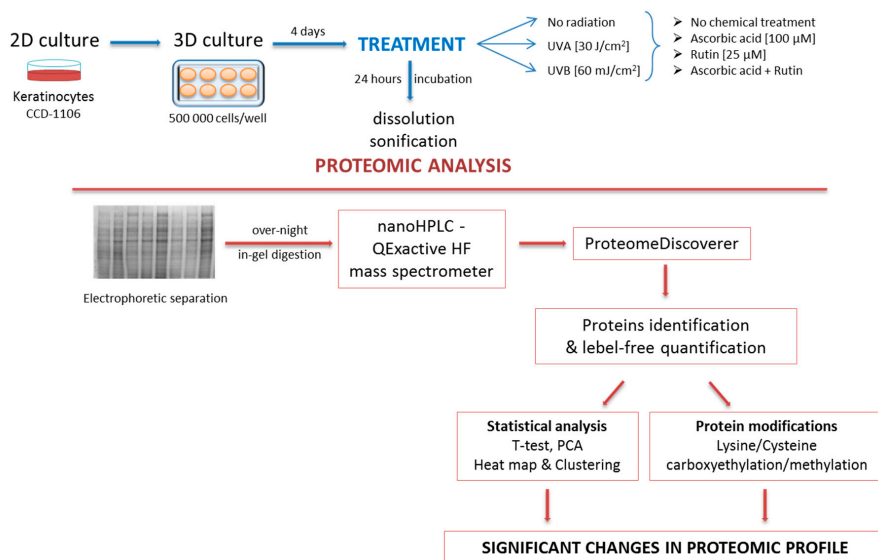 2D culture
3D culture
4 days
TREATMENT
No radiation
UVA [30 J/cm²]
UVB [60 mJ/cm²]
➤ No chemical treatment
➤ Ascorbic acid [100 µM]
➤ Rutin [25 µM]
➤ Ascorbic acid + Rutin
Keratinocytes
CCD-1106
500 000 cells/well
24 hours
incubation
dissolution
sonification
PROTEOMIC ANALYSIS
over-night
in-gel digestion
Electrophoretic separation
nanoHPLC -
QExactive HF
mass spectrometer
ProteomeDiscoverer
Proteins identification
& lebel-free quantification
Statistical analysis
T-test, PCA
Heat map & Clustering
Protein modifications
Lysine/Cysteine
carboxyethylation/methylation
SIGNIFICANT CHANGES IN PROTEOMIC PROFILE